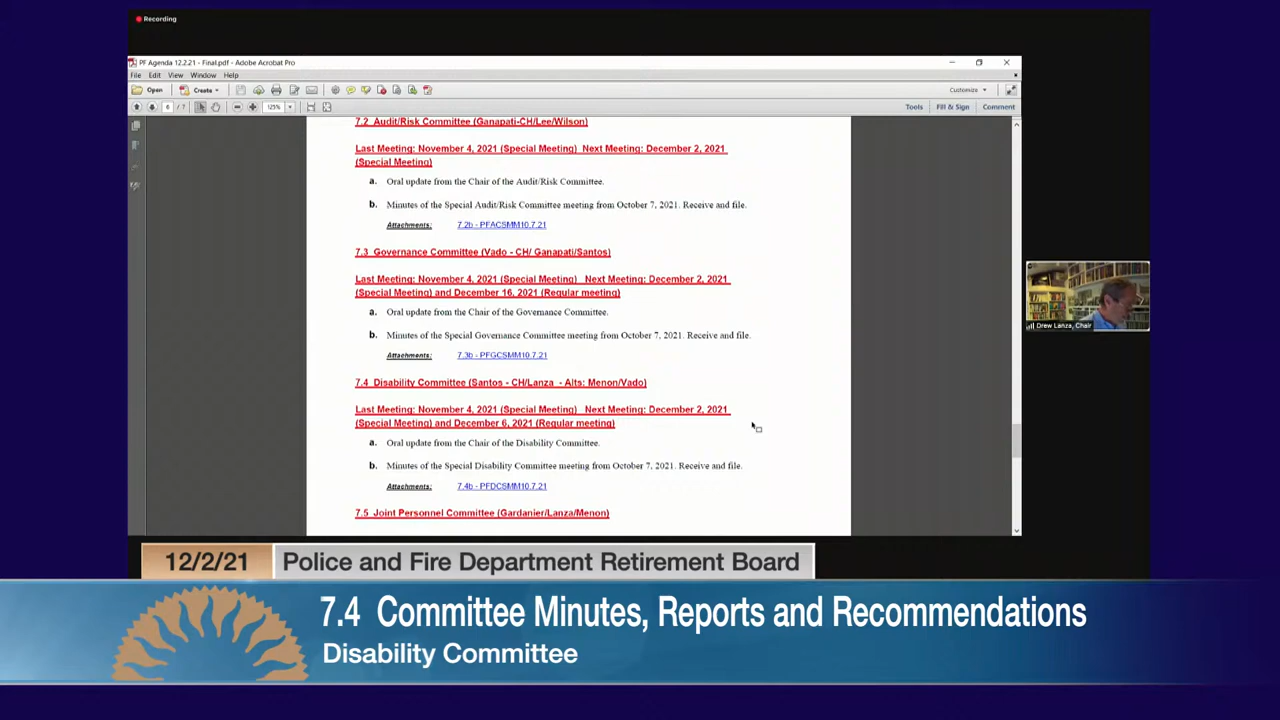 Recording
PF Agenda 12.2.21 - Final.pdf - Adobe Acrobat Pro
File Edit View Window Help
Open Create Customize
6 / 7 125% Tools Fill & Sign Comment
7.2 Audit/Risk Committee (Ganapati-CH/Lee/Wilson)
Last Meeting: November 4, 2021 (Special Meeting) Next Meeting: December 2, 2021
(Special Meeting)
a. Oral update from the Chair of the Audit/Risk Committee.
b. Minutes of the Special Audit/Risk Committee meeting from October 7, 2021. Receive and file.
Attachments: 7.2b - PFACSMM10.7.21
7.3 Governance Committee (Vado - CH/ Ganapati/Santos)
Last Meeting: November 4, 2021 (Special Meeting) Next Meeting: December 2, 2021
(Special Meeting) and December 16, 2021 (Regular meeting)
a. Oral update from the Chair of the Governance Committee.
b. Minutes of the Special Governance Committee meeting from October 7, 2021. Receive and file.
Attachments: 7.3b - PFGCSMM10.7.21
7.4 Disability Committee (Santos - CH/Lanza - Alts: Menon/Vado)
Last Meeting: November 4, 2021 (Special Meeting) Next Meeting: December 2, 2021
(Special Meeting) and December 6, 2021 (Regular meeting)
a. Oral update from the Chair of the Disability Committee.
b. Minutes of the Special Disability Committee meeting from October 7, 2021. Receive and file.
Attachments: 7.4b - PFDCSMM10.7.21
7.5 Joint Personnel Committee (Gardanier/Lanza/Menon)
Drew Lanza, Chair
12/2/21 Police and Fire Department Retirement Board
7.4 Committee Minutes, Reports and Recommendations
Disability Committee